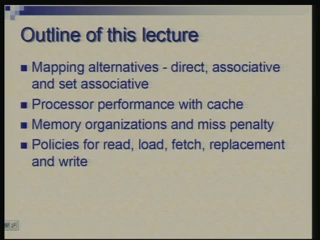 Outline of this lecture
Mapping alternatives - direct, associative
and set associative
Processor performance with cache
Memory organizations and miss penalty
Policies for read, load, fetch, replacement
and write